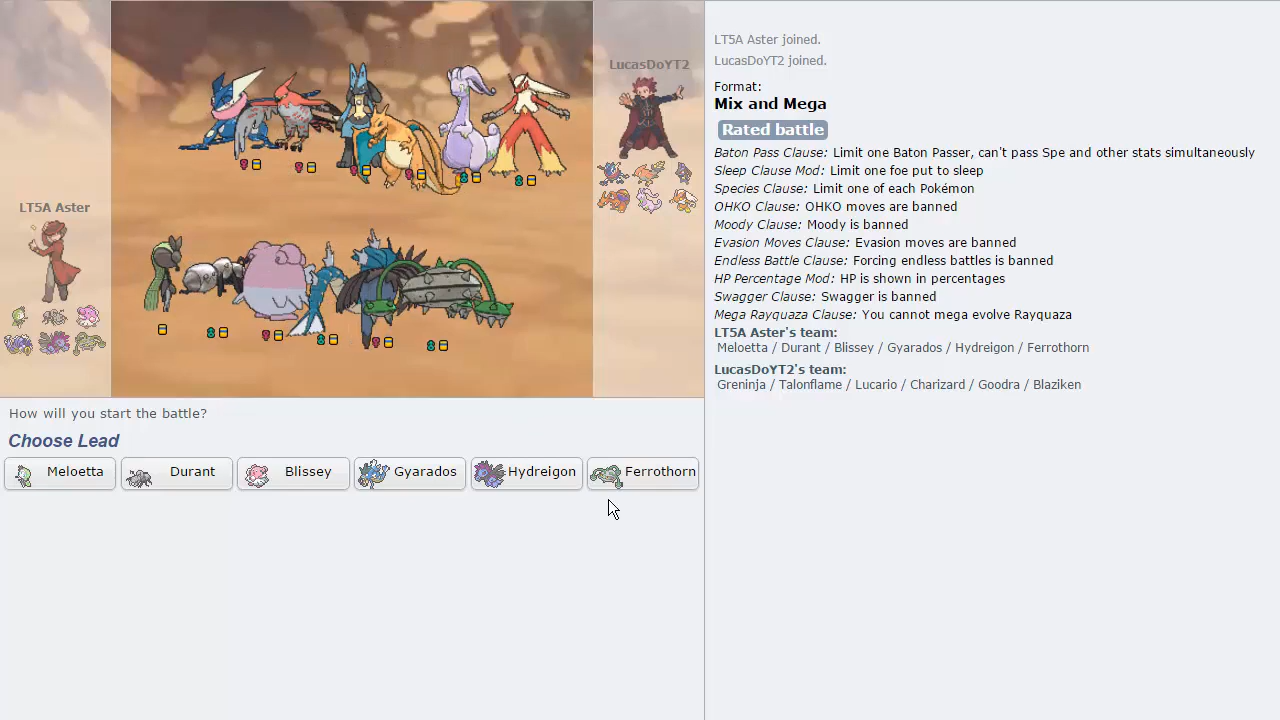 LucasDoYT2
LT5A Aster
How will you start the battle?
Choose Lead
Meloetta
Durant
Blissey
Gyarados
Hydreigon
Ferrothorn
LT5A Aster joined.
LucasDoYT2 joined.
Format:
Mix and Mega
Rated battle
Baton Pass Clause: Limit one Baton Passer, can't pass Spe and other stats simultaneously
Sleep Clause Mod: Limit one foe put to sleep
Species Clause: Limit one of each Pokémon
OHKO Clause: OHKO moves are banned
Moody Clause: Moody is banned
Evasion Moves Clause: Evasion moves are banned
Endless Battle Clause: Forcing endless battles is banned
HP Percentage Mod: HP is shown in percentages
Swagger Clause: Swagger is banned
Mega Rayquaza Clause: You cannot mega evolve Rayquaza
LT5A Aster's team:
Meloetta / Durant / Blissey / Gyarados / Hydreigon / Ferrothorn
LucasDoYT2's team:
Greninja / Talonflame / Lucario / Charizard / Goodra / Blaziken